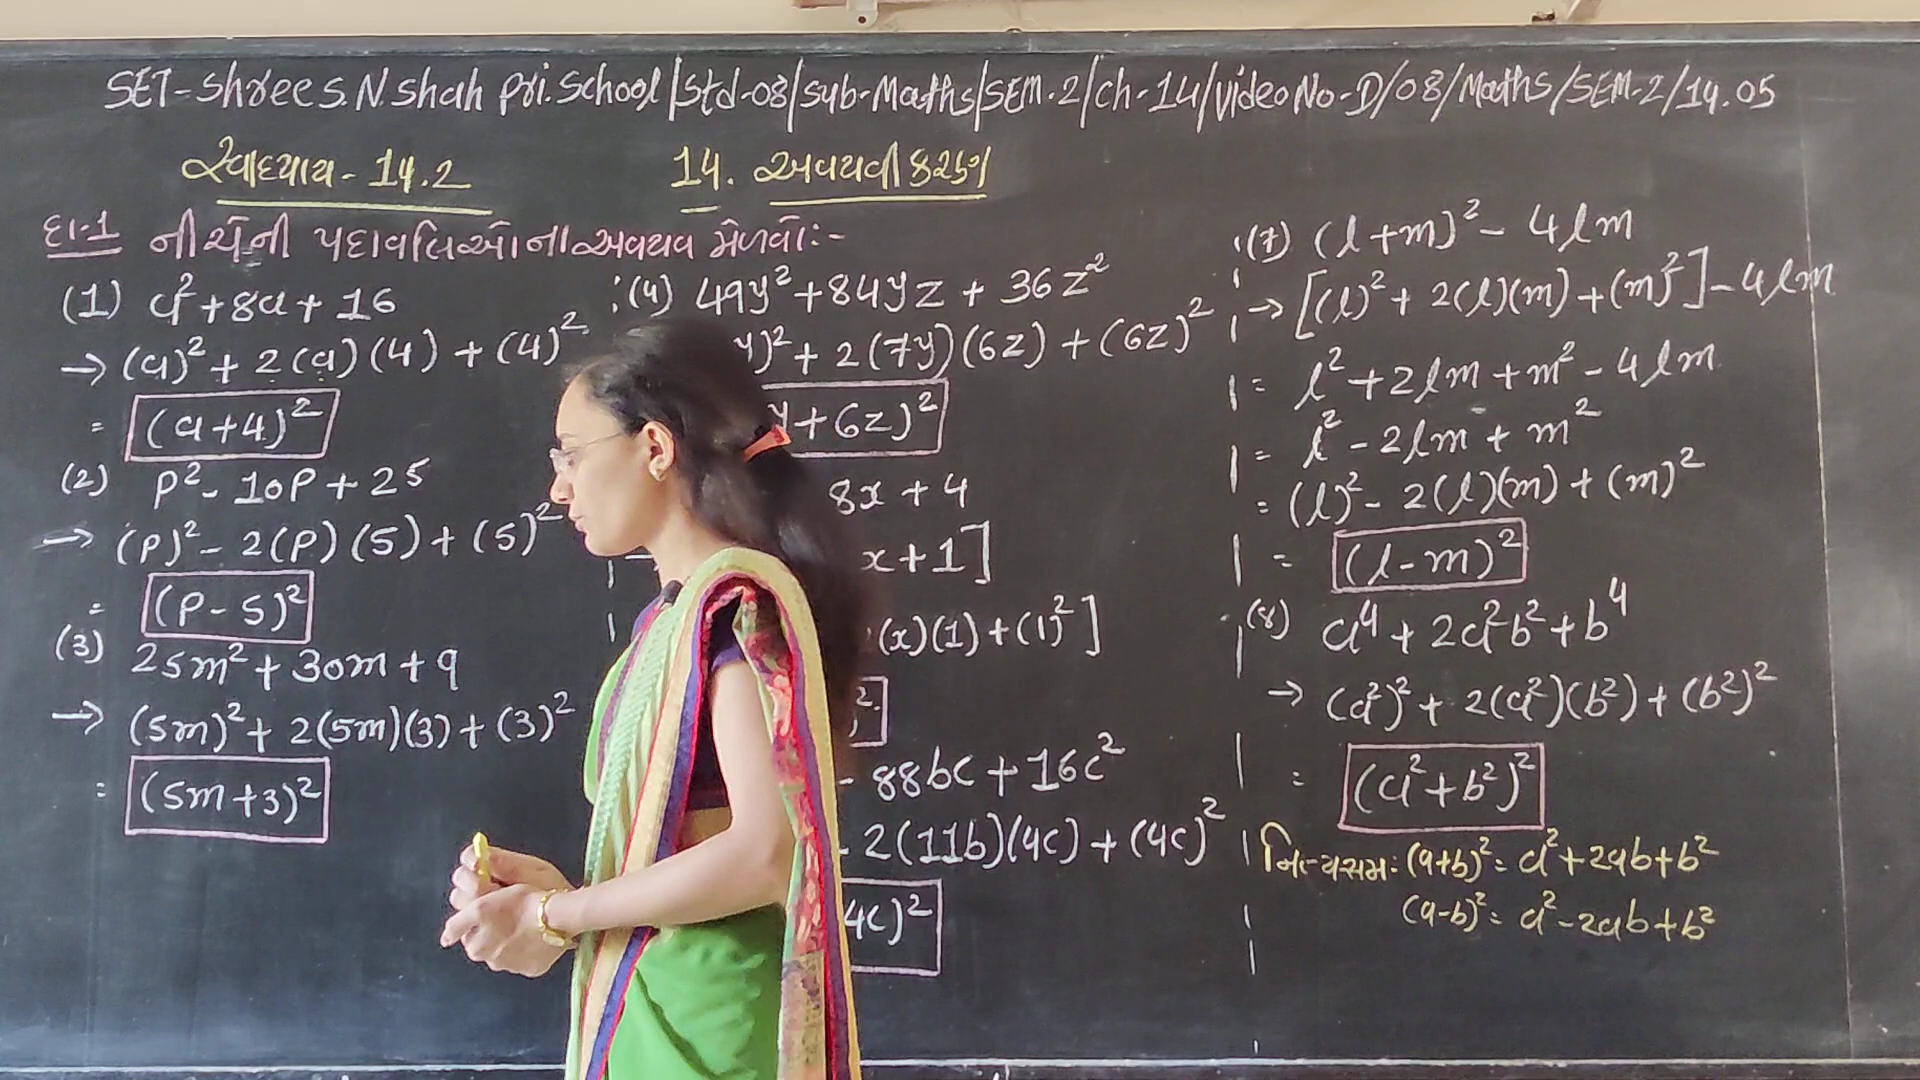 SET-Shree S.N.Shah pri.School/Std-08/Sub-Maths/SEM.2/Ch-14/Video No-D/08/Maths/SEM-2/14.05
સ્વાધ્યાય- 14.2
14. અવયવીકરણ
દા-1 નીચેની પદાવલિઓના અવયવ મેળવો:-
(1) a²+8a+16
→ (a)²+2(a)(4)+(4)²
= (a+4)²
(2) p²-10p+25
→ (p)²-2(p)(5)+(5)²
= (p-5)²
(3) 25m²+30m+9
→ (5m)²+2(5m)(3)+(3)²
= (5m+3)²
(4) 49y²+84yz+36z²
y)²+2(7y)(6z)+(6z)²
y+6z)²
8x+4
x+1]
(x)(1)+(1)²]
)²
- 88bc+16c²
- 2(11b)(4c)+(4c)²
4c)²
(7) (l+m)²-4lm
→ [(l)²+2(l)(m)+(m)²]-4lm
= l²+2lm+m²-4lm
= l²-2lm+m²
= (l)²-2(l)(m)+(m)²
= (l-m)²
(8) a⁴+2a²b²+b⁴
→ (a²)²+2(a²)(b²)+(b²)²
= (a²+b²)²
નિત્યસમ: (a+b)²= a²+2ab+b²
(a-b)²= a²-2ab+b²